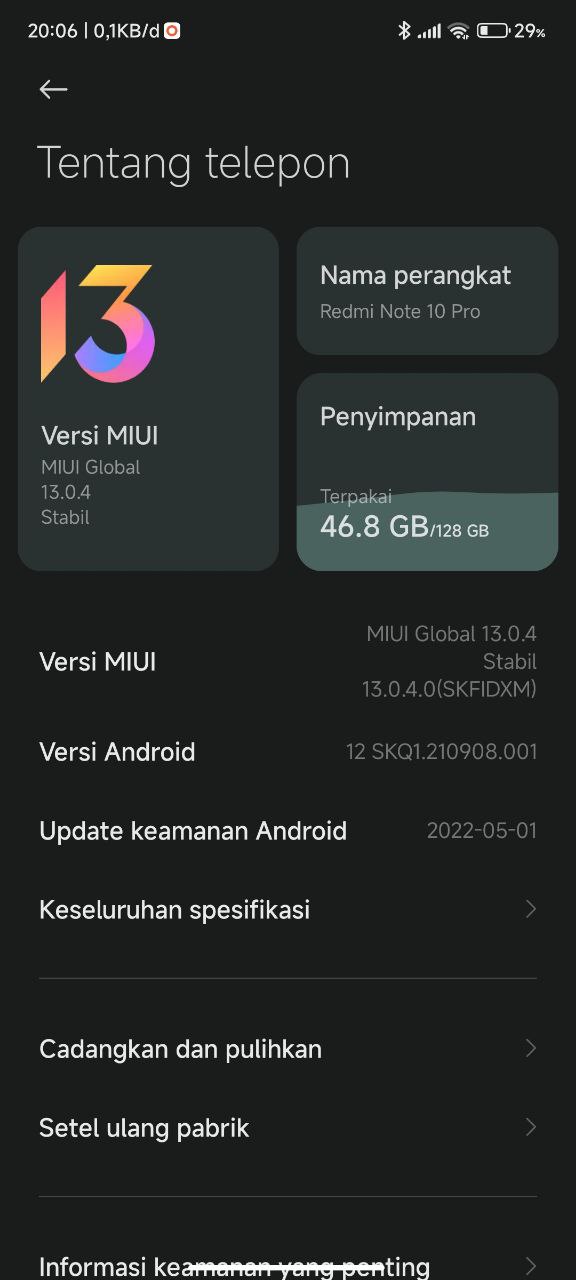 20:06 | 0,1KB/d
29%
Tentang telepon
13
Versi MIUI
MIUI Global
13.0.4
Stabil
Nama perangkat
Redmi Note 10 Pro
Penyimpanan
Terpakai
46.8 GB/128 GB
Versi MIUI
MIUI Global 13.0.4
Stabil
13.0.4.0(SKFIDXM)
Versi Android
12 SKQ1.210908.001
Update keamanan Android
2022-05-01
Keseluruhan spesifikasi
Cadangkan dan pulihkan
Setel ulang pabrik
Informasi keamanan yang penting